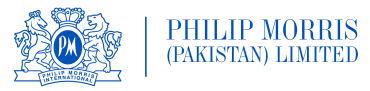 PM
PHILIP MORRIS
INTERNATIONAL
PHILIP MORRIS
(PAKISTAN) LIMITED